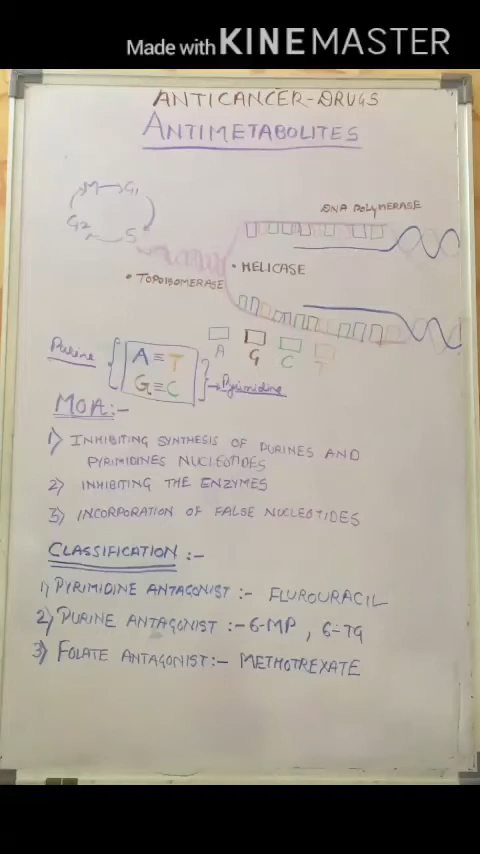 Made with KINEMASTER
ANTICANCER-DRUGS
ANTIMETABOLITES
M G1
G2 S
DNA POLYMERASE
• HELICASE
• TOPOISOMERASE
A G C T
Purine
A ≡ T
G ≡ C
Pyrimidine
MOA:-
1) INHIBITING SYNTHESIS OF PURINES AND
PYRIMIDINES NUCLEOTIDES
2) INHIBITING THE ENZYMES
3) INCORPORATION OF FALSE NUCLEOTIDES
CLASSIFICATION:-
1) PYRIMIDINE ANTAGONIST:- FLUROURACIL
2) PURINE ANTAGONIST:- 6-MP, 6-TG
3) FOLATE ANTAGONIST:- METHOTREXATE